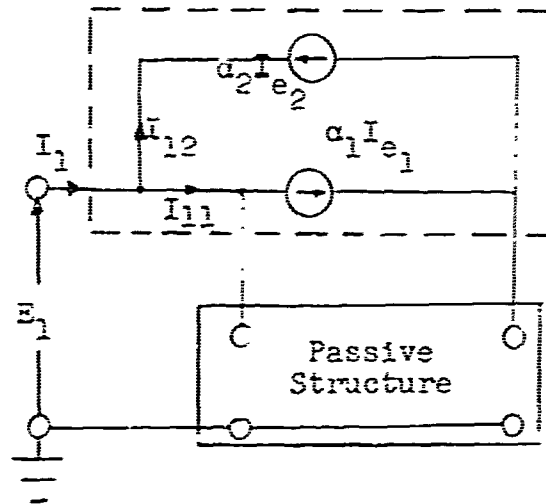 α₂Iₑ₂
I₁₂
α₁Iₑ₁
I₁
I₁₁
E₁
Passive
Structure